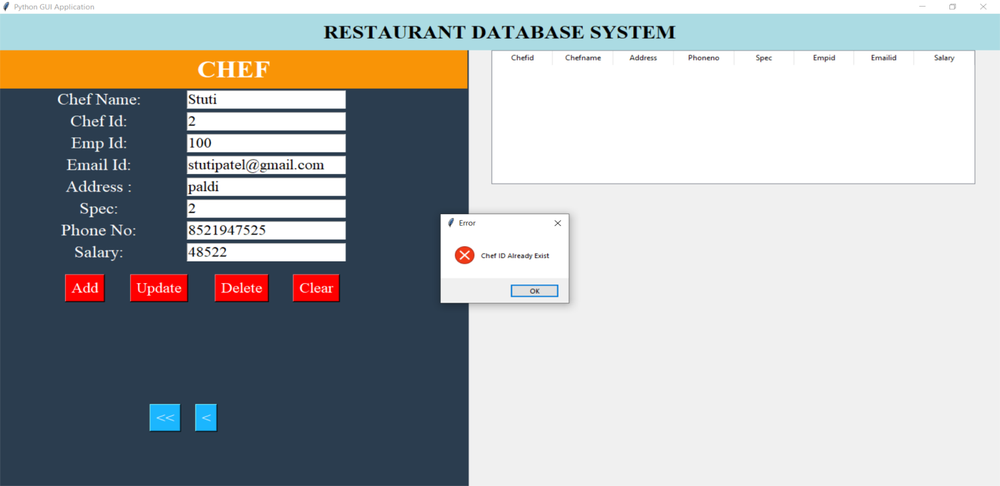 Python GUI Application
RESTAURANT DATABASE SYSTEM
CHEF
Chef Name: Stuti
Chef Id: 2
Emp Id: 100
Email Id: stutipatel@gmail.com
Address : paldi
Spec: 2
Phone No: 8521947525
Salary: 48522
Add Update Delete Clear
<< <
Chefid Chefname Address Phoneno Spec Empid Emailid Salary
Error
Chef ID Already Exist
OK